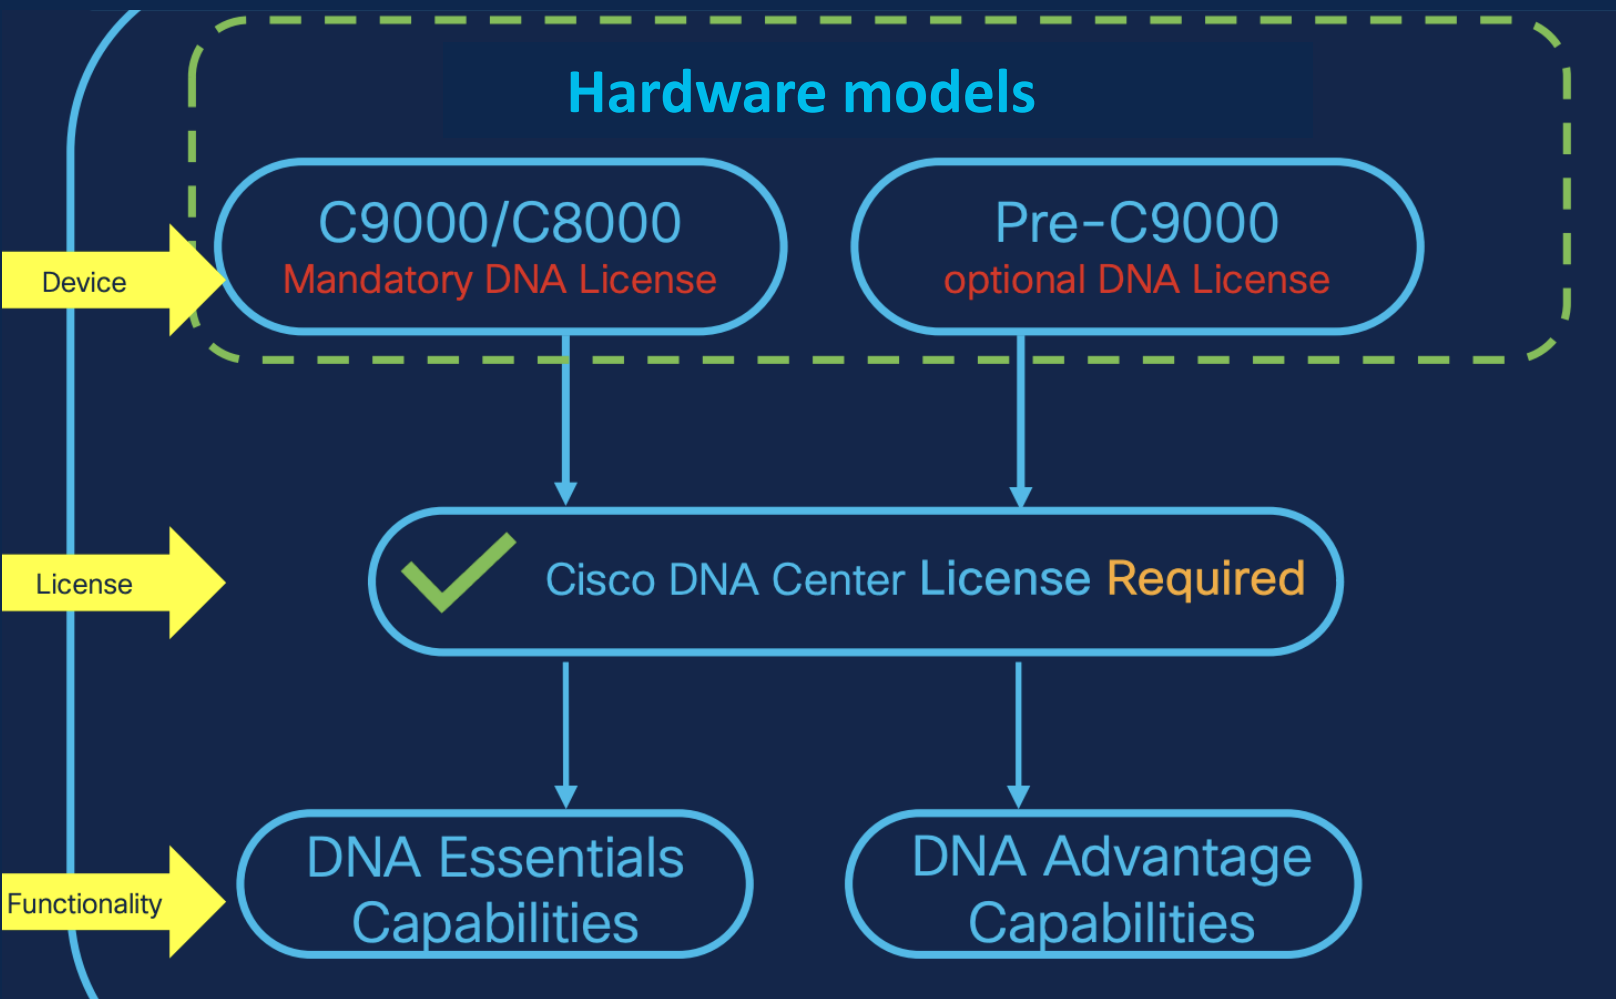 Hardware models
C9000/C8000
Mandatory DNA License
Pre-C9000
optional DNA License
Device
Cisco DNA Center License Required
License
DNA Essentials
Capabilities
DNA Advantage
Capabilities
Functionality